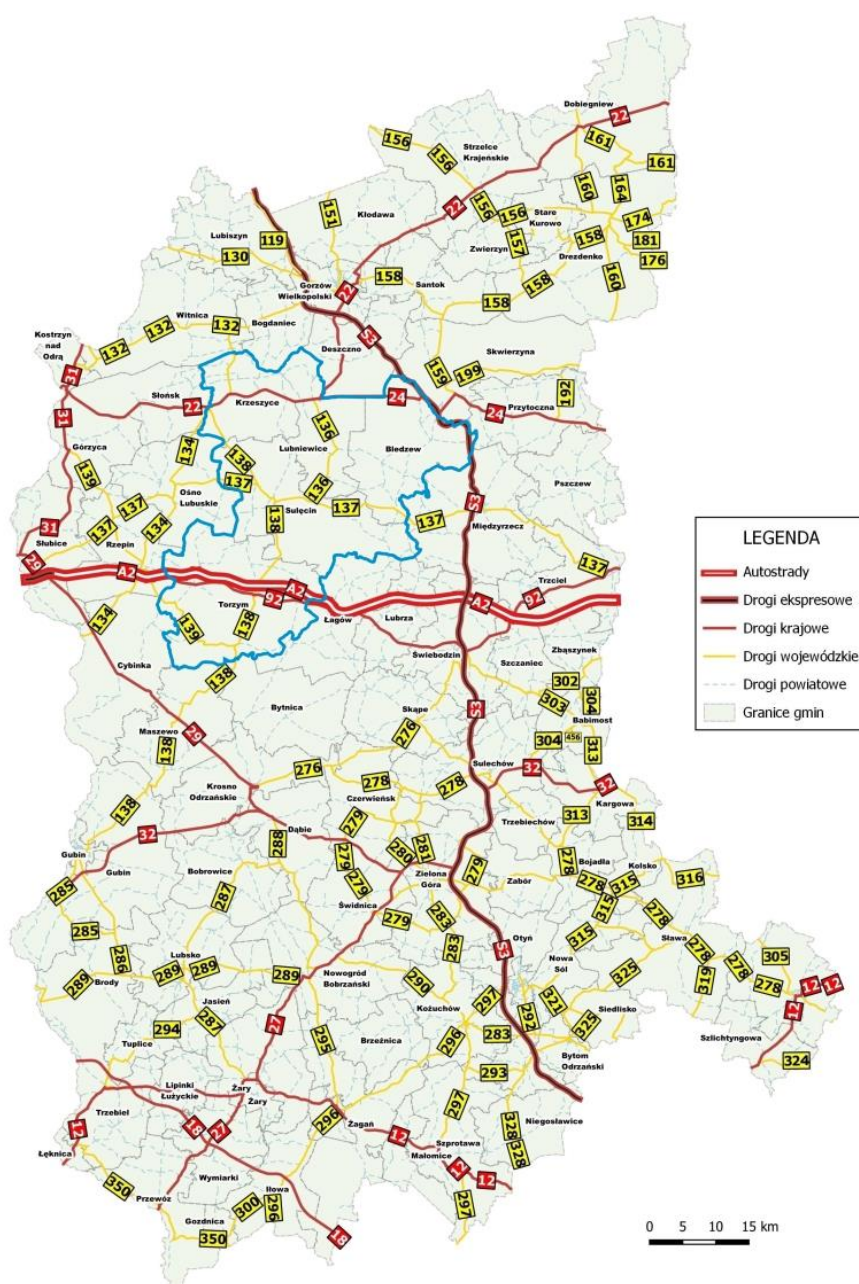 Dobiegniew
22
156
161
Strzelce
Krajeńskie
156
161
160
164
151
Kłodawa
22
156
156
Stare
Kurowo
174
119
Lubiszyn
130
Zwierzyn
157
158
181
Drezdenko
176
Gorzów
Wielkopolski
22
158
Santok
158
158
160
Witnica
132
132
132
Bogdaniec
S3
Kostrzyn
nad
Odrą
Deszczno
Skwierzyna
31
159
199
Słońsk
22
Krzeszyce
24
192
24
Przytoczna
31
136
Górzyca
134
138
Lubniewice
Bledzew
139
137
Ośno
Lubuskie
137
136
Pszczew
Sulęcin
137
S3
31
137
134
138
137
Międzyrzecz
Słubice
Rzepin
29
A2
A2
92
Trzciel
137
134
Torzym
138
139
Łagów
Lubrza
A2
92
Cybinka
Świebodzin
Szczaniec
Zbąszynek
138
302
304
303
Bytnica
Skąpe
S3
Babimost
Maszewo
29
276
304
456
313
138
276
278
278
Sulechów
32
32
Krosno
Odrzańskie
Czerwieńsk
Kargowa
138
279
Trzebiechów
313
314
32
Dąbie
288
281
Gubin
279
280
279
278
Bojadła
Kolsko
Gubin
Bobrowice
287
279
Zielona
Góra
Zabór
278
315
316
285
Świdnica
279
283
315
278
285
286
Lubsko
283
Otyń
315
Sława
278
305
289
289
289
289
Nowogród
Bobrzański
290
S3
Nowa
Sól
325
278
278
12
12
Brody
Jasień
319
287
27
Kożuchów
297
321
Siedlisko
12
294
295
Brzeźnica
296
283
292
325
Szlichtyngowa
Tuplice
Bytom
Odrzański
324
293
Lipinki
Łużyckie
Żary
Żary
297
Trzebiel
296
Żagań
Niegosławice
12
18
27
12
Szprotawa
328
328
Małomice
Łęknica
Wymiarki
12
12
350
Przewóz
Iłowa
300
296
297
Gozdnica
350
18
LEGENDA
Autostrady
Drogi ekspresowe
Drogi krajowe
Drogi wojewódzkie
Drogi powiatowe
Granice gmin
0 5 10 15 km